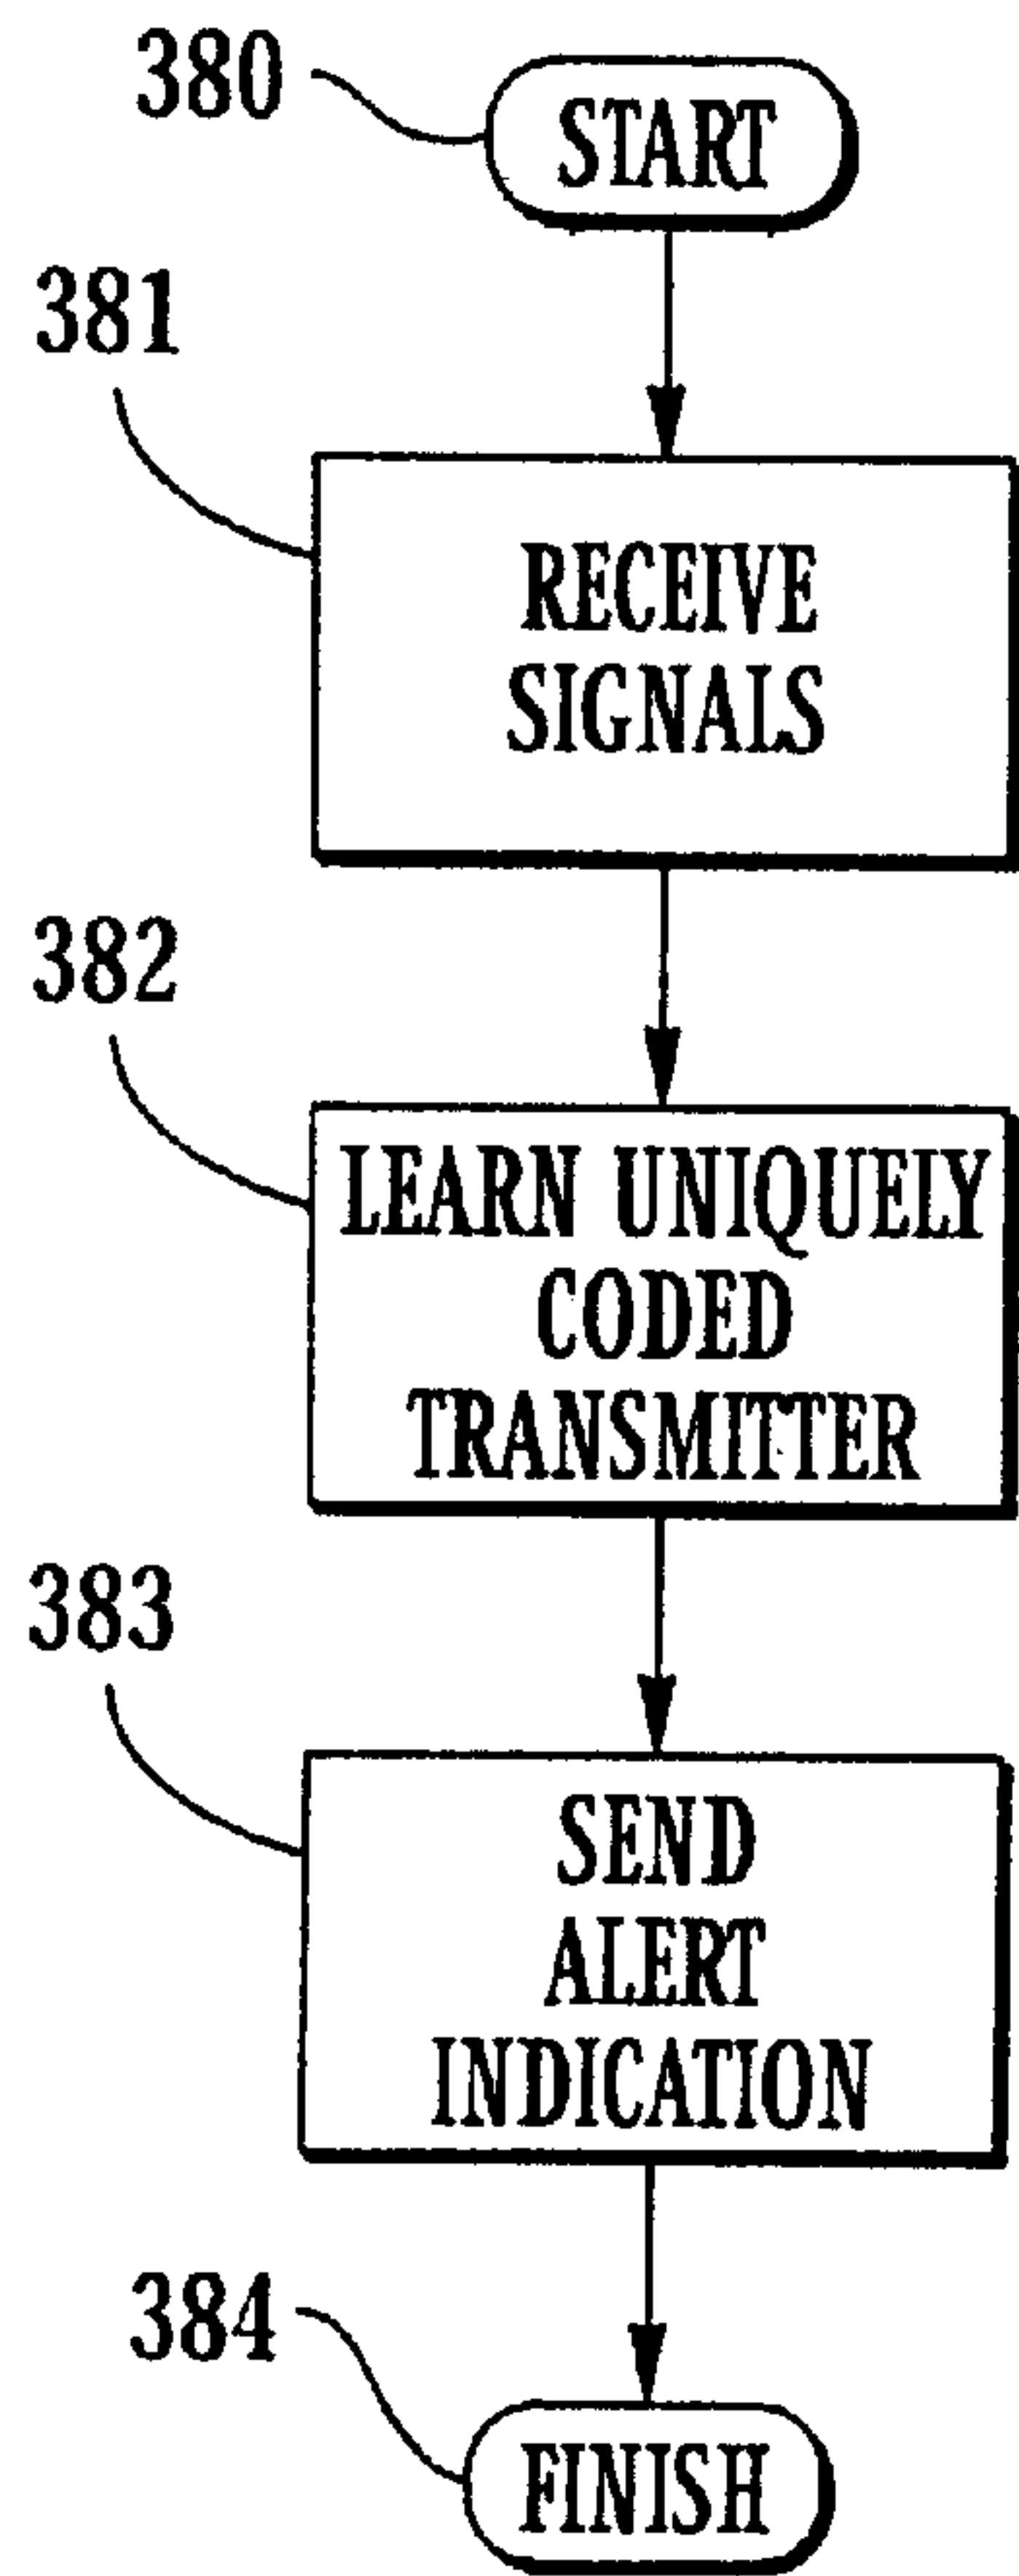 380
START
381
RECEIVE
SIGNALS
382
LEARN UNIQUELY
CODED
TRANSMITTER
383
SEND
ALERT
INDICATION
384
FINISH